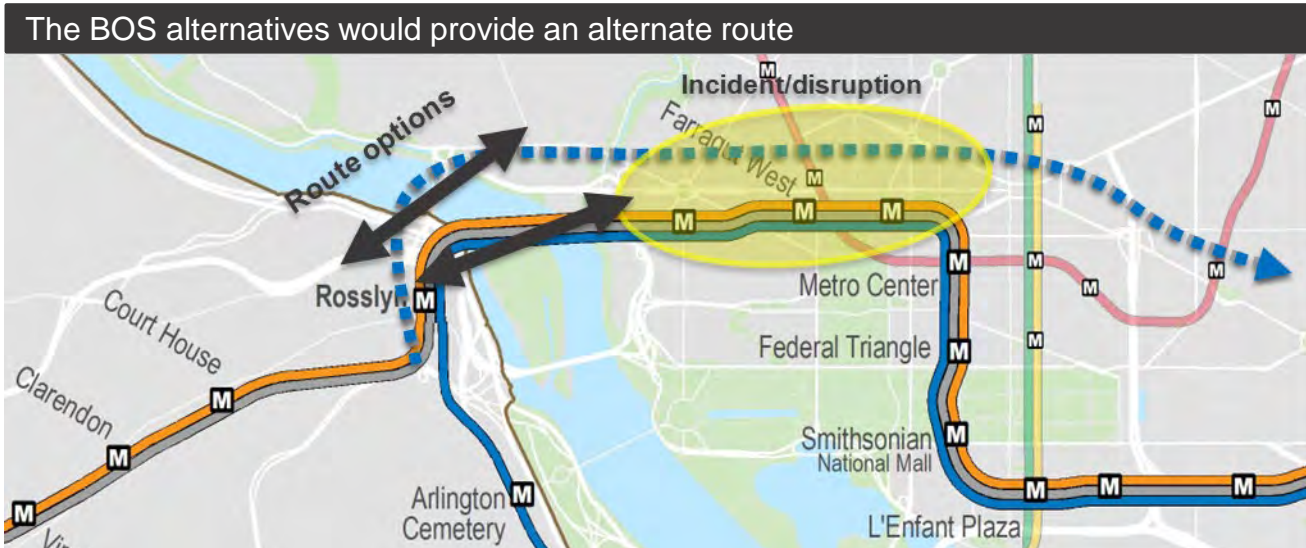 The BOS alternatives would provide an alternate route
Incident/disruption
Route options
Farragut West
M
M
M
M
M
M
M
M
Rosslyn
M
Metro Center
M
M
M
M
Court House
M
Federal Triangle
M
M
Clarendon
M
Smithsonian
National Mall
M
Arlington
Cemetery
M
M
M
M
M
L'Enfant Plaza